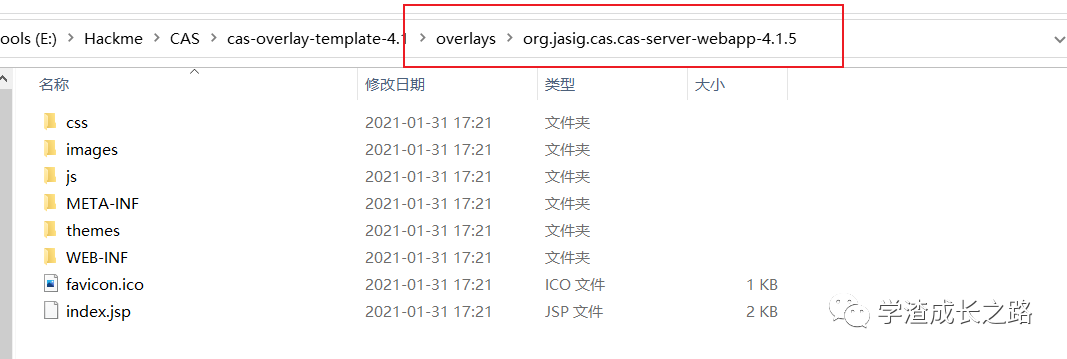 ools (E:) > Hackme > CAS > cas-overlay-template-4.1 > overlays > org.jasig.cas.cas-server-webapp-4.1.5
名称 修改日期 类型 大小
css 2021-01-31 17:21 文件夹
images 2021-01-31 17:21 文件夹
js 2021-01-31 17:21 文件夹
META-INF 2021-01-31 17:21 文件夹
themes 2021-01-31 17:21 文件夹
WEB-INF 2021-01-31 17:21 文件夹
favicon.ico 2021-01-31 17:21 ICO 文件 1 KB
index.jsp 2021-01-31 17:21 JSP 文件 2 KB
学渣成长之路